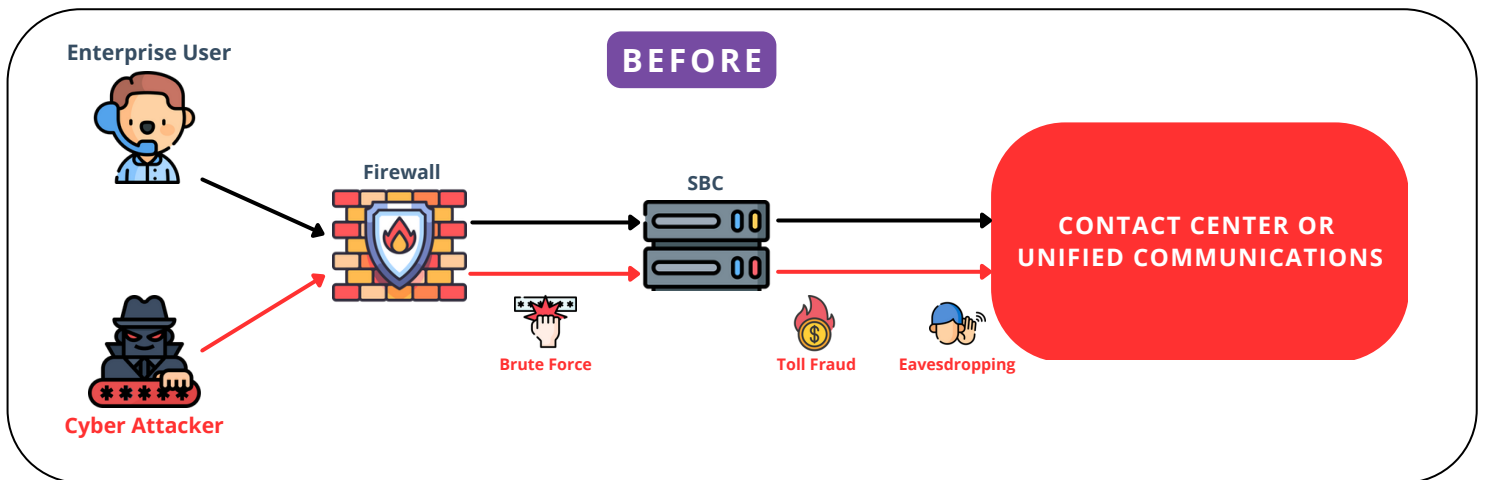 Enterprise User
BEFORE
Firewall
SBC
CONTACT CENTER OR
UNIFIED COMMUNICATIONS
$
Brute Force
Toll Fraud
Eavesdropping
*****
Cyber Attacker